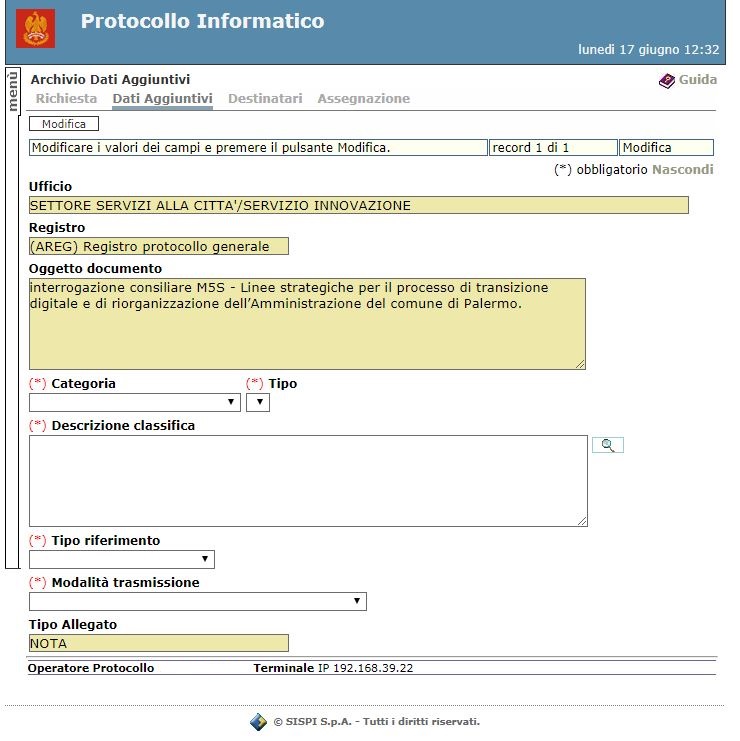 Protocollo Informatico
lunedi 17 giugno 12:32
menù
Archivio Dati Aggiuntivi
Guida
Richiesta Dati Aggiuntivi Destinatari Assegnazione
Modifica
Modificare i valori dei campi e premere il pulsante Modifica. record 1 di 1 Modifica
(*) obbligatorio Nascondi
Ufficio
SETTORE SERVIZI ALLA CITTA'/SERVIZIO INNOVAZIONE
Registro
(AREG) Registro protocollo generale
Oggetto documento
interrogazione consiliare M5S - Linee strategiche per il processo di transizione
digitale e di riorganizzazione dell’Amministrazione del comune di Palermo.
(*) Categoria (*) Tipo
(*) Descrizione classifica
(*) Tipo riferimento
(*) Modalità trasmissione
Tipo Allegato
NOTA
Operatore Protocollo Terminale IP 192.168.39.22
© SISPI S.p.A. - Tutti i diritti riservati.